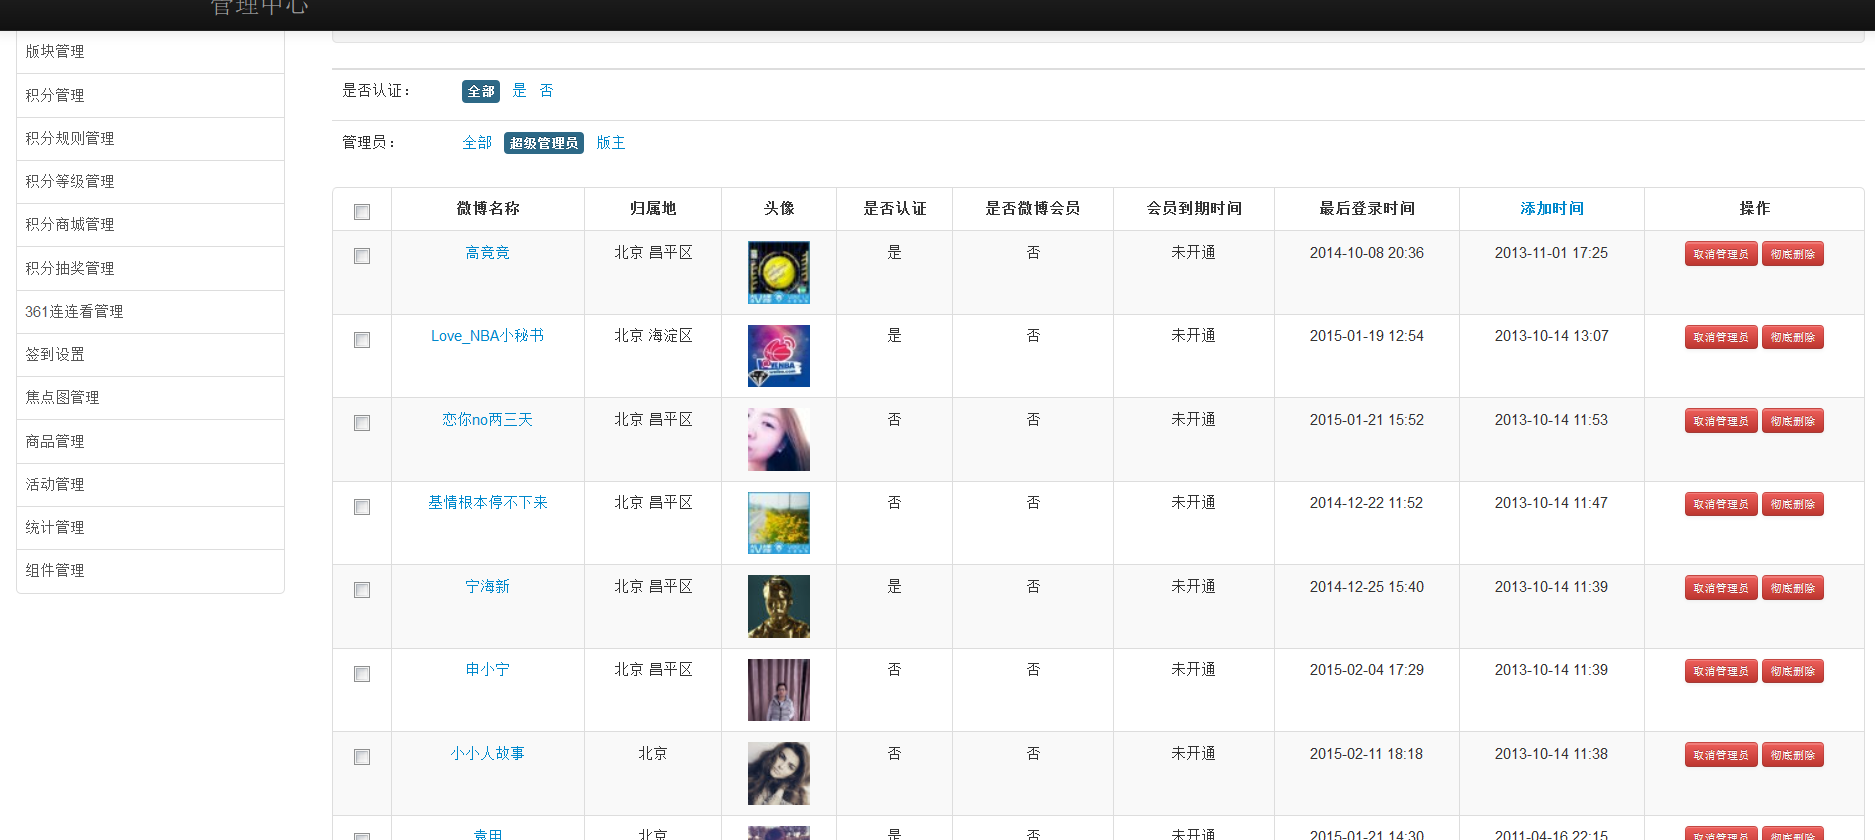 管理中心
版块管理
积分管理
积分规则管理
积分等级管理
积分商城管理
积分抽奖管理
361连连看管理
签到设置
焦点图管理
商品管理
活动管理
统计管理
组件管理
是否认证： 全部 是 否
管理员： 全部 超级管理员 版主
微博名称 归属地 头像 是否认证 是否微博会员 会员到期时间 最后登录时间 添加时间 操作
高竞竞 北京 昌平区 是 否 未开通 2014-10-08 20:36 2013-11-01 17:25 取消管理员 彻底删除
Love_NBA小秘书 北京 海淀区 是 否 未开通 2015-01-19 12:54 2013-10-14 13:07 取消管理员 彻底删除
恋你no两三天 北京 昌平区 否 否 未开通 2015-01-21 15:52 2013-10-14 11:53 取消管理员 彻底删除
基情根本停不下来 北京 昌平区 否 否 未开通 2014-12-22 11:52 2013-10-14 11:47 取消管理员 彻底删除
宁海新 北京 昌平区 是 否 未开通 2014-12-25 15:40 2013-10-14 11:39 取消管理员 彻底删除
申小宁 北京 昌平区 否 否 未开通 2015-02-04 17:29 2013-10-14 11:39 取消管理员 彻底删除
小小人故事 北京 否 否 未开通 2015-02-11 18:18 2013-10-14 11:38 取消管理员 彻底删除
袁甲 北京 是 否 未开通 2015-01-21 14:30 2011-04-16 22:15 取消管理员 彻底删除